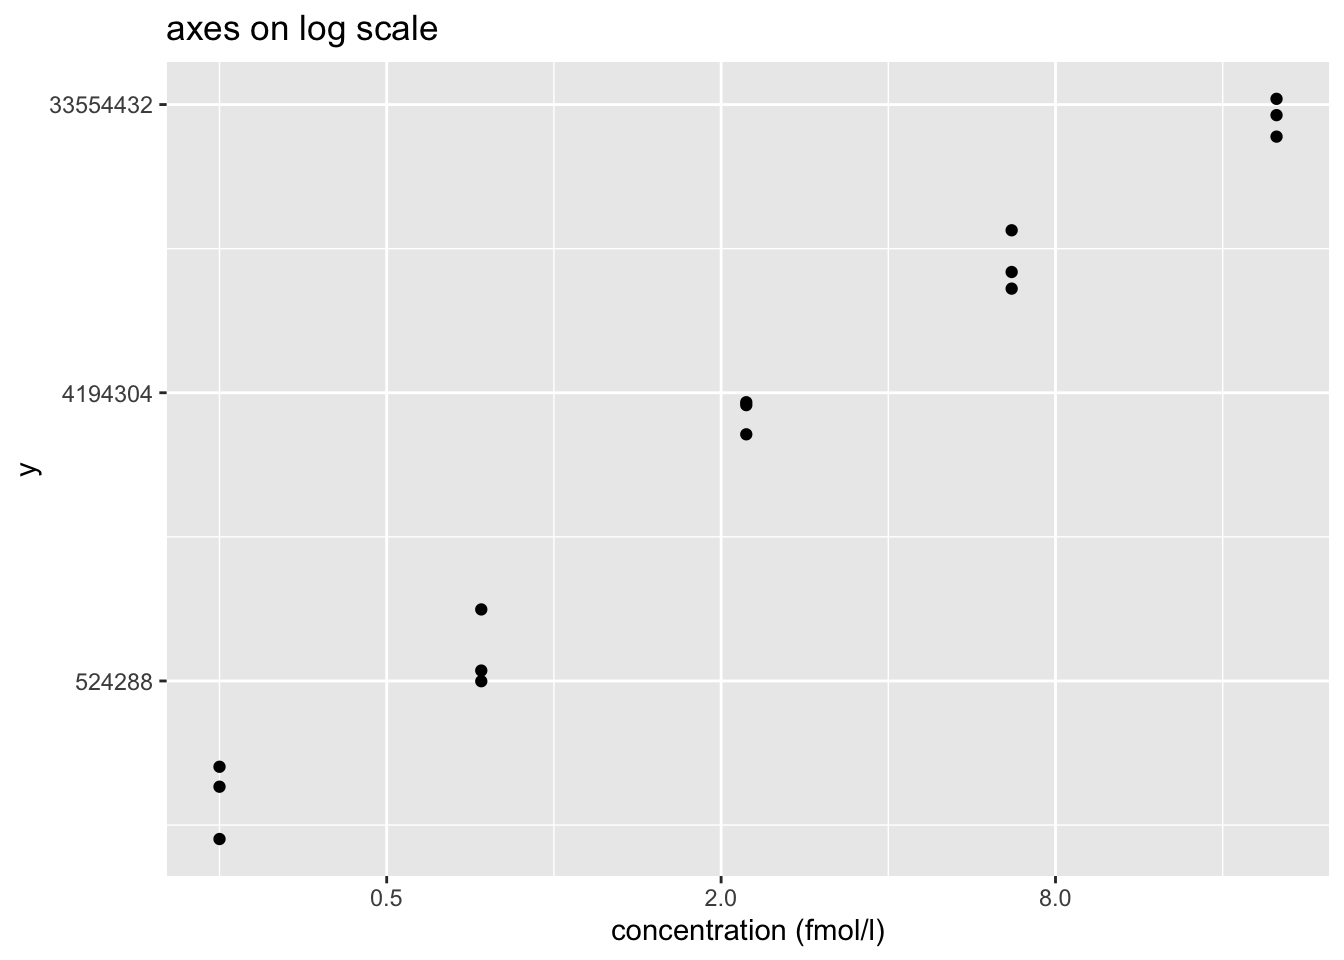 axes on log scale
33554432
4194304
524288
y
0.5 2.0 8.0
concentration (fmol/l)